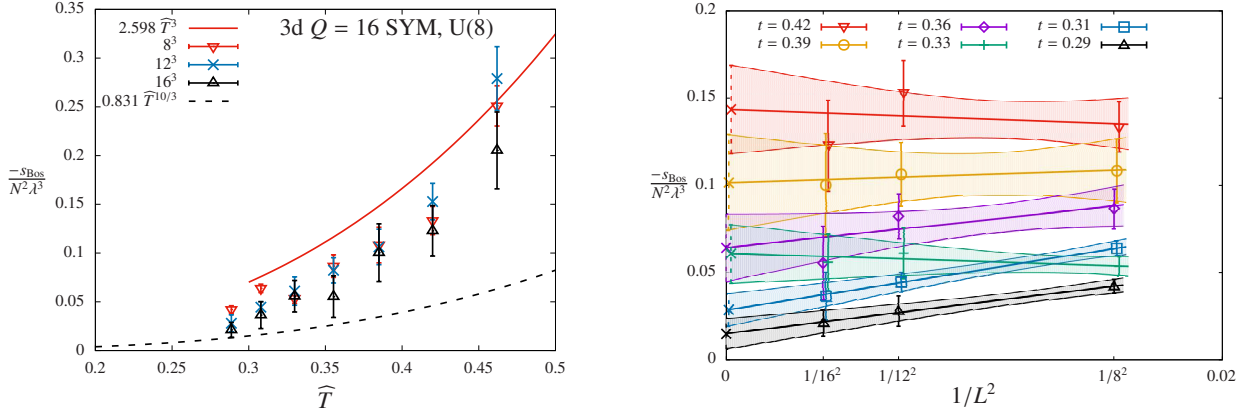 2.598 T̂³
8³
12³
16³
0.831 T̂^{10/3}
3d Q = 16 SYM, U(8)
0.35
0.3
0.25
0.2
0.15
0.1
0.05
0
−s_Bos
N²λ³
0.2
0.25
0.3
0.35
0.4
0.45
0.5
T̂
t = 0.42
t = 0.39
t = 0.36
t = 0.33
t = 0.31
t = 0.29
0.2
0.15
0.1
0.05
0
−s_Bos
N²λ³
0
1/16²
1/12²
1/8²
0.02
1/L²